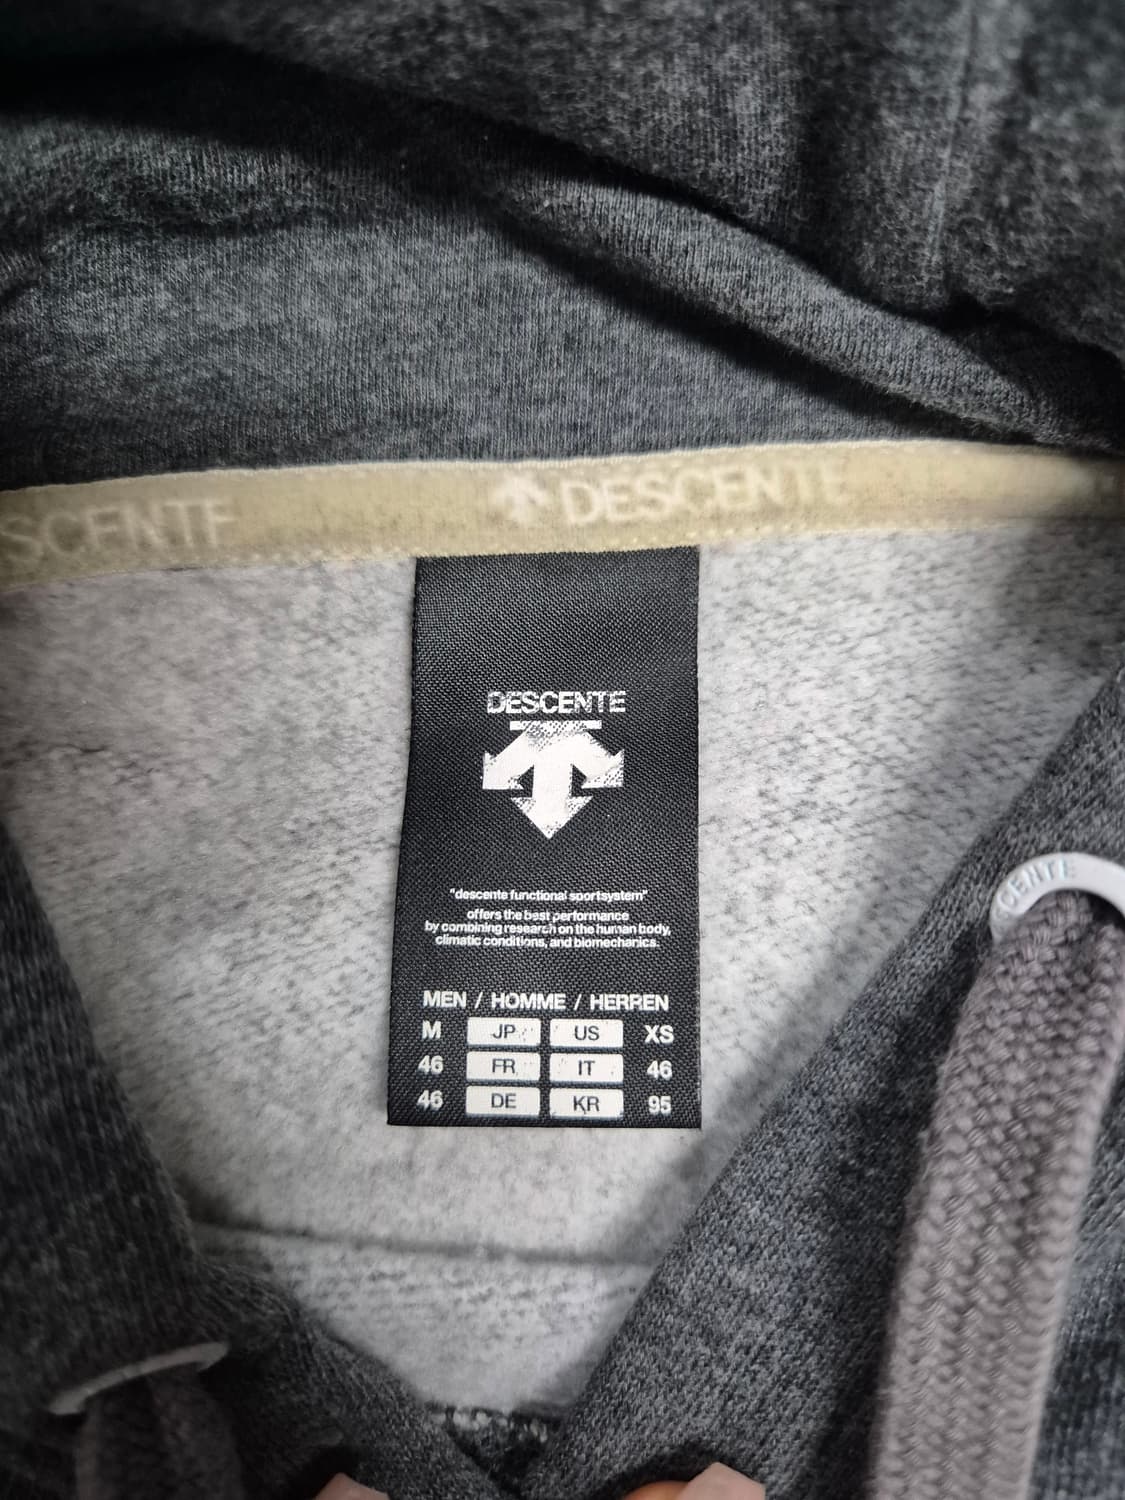 SCENTE
DESCENTE
DESCENTE
"descente functional sportsystem"
offers the best performance
by combining research on the human body,
climatic conditions, and biomechanics.
MEN / HOMME / HERREN
M JP US XS
46 FR IT 46
46 DE KR 95
CENTE